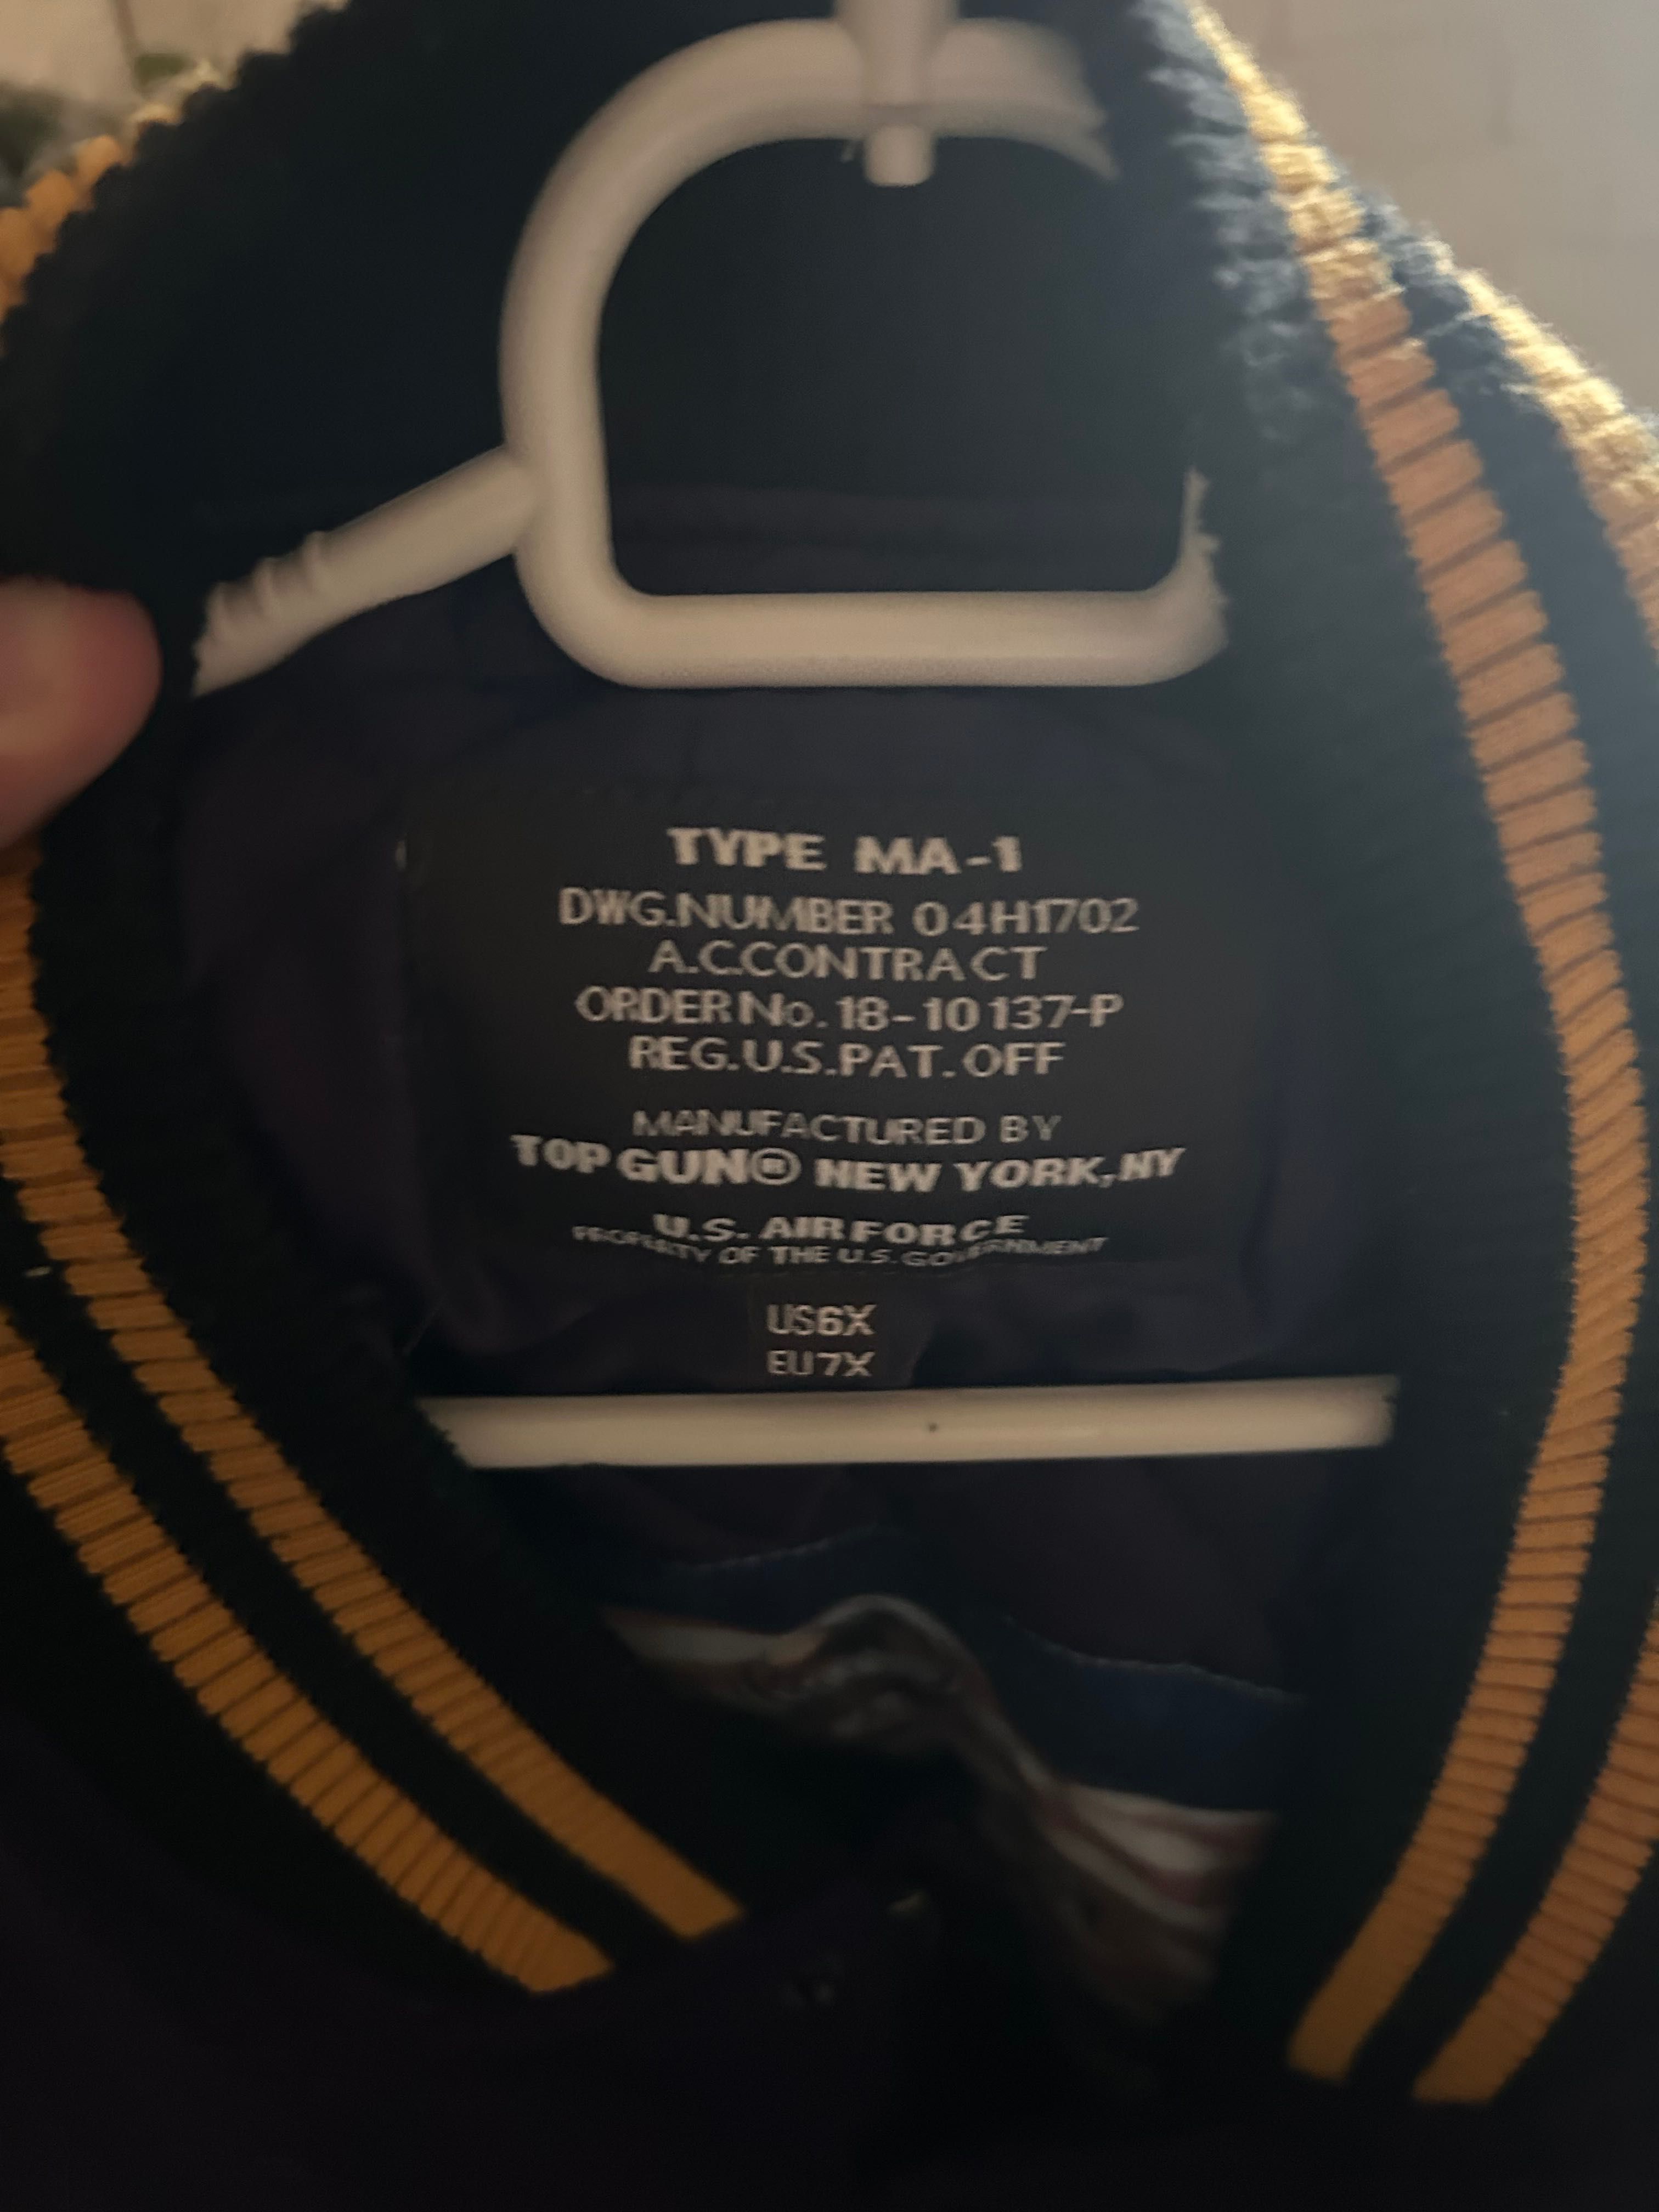 TYPE MA-1
DWG.NUMBER 04H1702
A.C.CONTRACT
ORDER No. 18-10137-P
REG.U.S.PAT.OFF
MANUFACTURED BY
TOP GUN® NEW YORK, NY
U.S. AIR FORCE
PROPERTY OF THE U.S. GOVERNMENT
US6X
EU7X